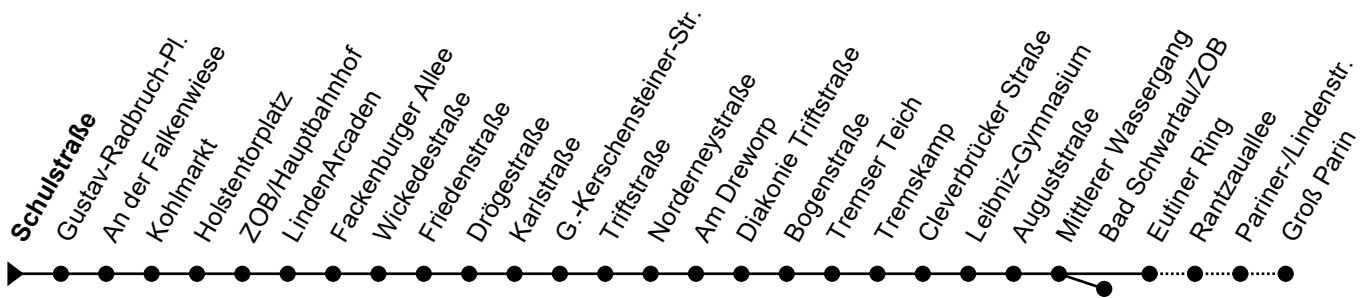 Schulstraße
Gustav-Radbruch-Pl.
An der Falkenwiese
Kohlmarkt
Holstentorplatz
ZOB/Hauptbahnhof
LindenArcaden
Fackenburger Allee
Wickedestraße
Friedenstraße
Drögestraße
Karlstraße
G.-Kerschensteiner-Str.
Triftstraße
Norderneystraße
Am Dreworp
Diakonie Triftstraße
Bogenstraße
Tremser Teich
Tremskamp
Cleverbrücker Straße
Leibniz-Gymnasium
Auguststraße
Mittlerer Wassergang
Bad Schwartau/ZOB
Eutiner Ring
Rantzauallee
Pariner-/Lindenstr.
Groß Parin